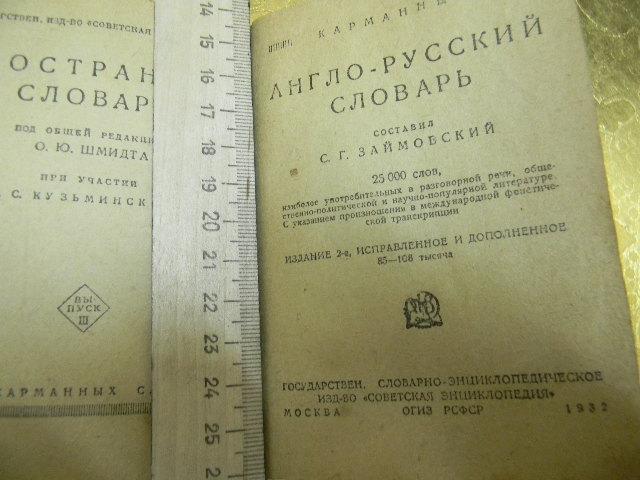 СТВЕН. ИЗД-ВО «СОВЕТСКАЯ
ОСТРАН
СЛОВАР
ПОД ОБЩЕЙ РЕДАКЦИ
О. Ю. ШМИДТА
ПРИ УЧАСТИИ
С. КУЗЬМИНСК
ВЫ
ПУСК
III
КАРМАННЫХ С
14
15
16
17
18
19
20
21
22
23
24
25
2
КАРМАННЫ
АНГЛО-РУССКИЙ
СЛОВАРЬ
СОСТАВИЛ
С. Г. ЗАЙМОВСКИЙ
25 000 слов,
наиболее употребительных в разговорной речи, обще-
ственно-политической и научно-популярной литературе.
С указанием произношения в международной фонетиче-
ской транскрипции
ИЗДАНИЕ 2-е, ИСПРАВЛЕННОЕ И ДОПОЛНЕННОЕ
85—108 тысяча
ГОСУДАРСТВЕН. СЛОВАРНО-ЭНЦИКЛОПЕДИЧЕСКОЕ
ИЗД-ВО «СОВЕТСКАЯ ЭНЦИКЛОПЕДИЯ»
МОСКВА ОГИЗ РСФСР 1932